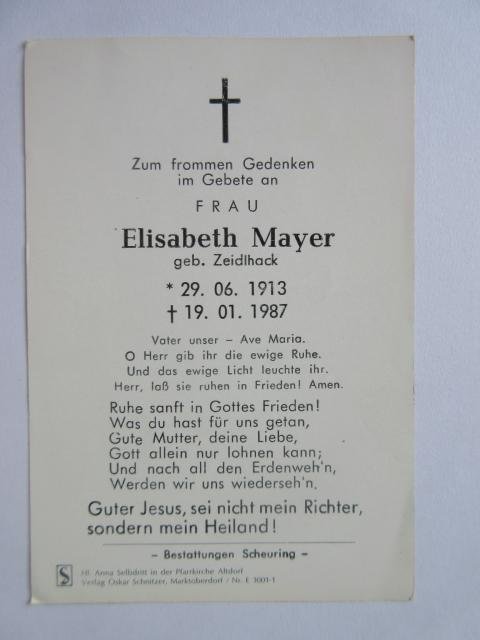 Zum frommen Gedenken
im Gebete an
FRAU
Elisabeth Mayer
geb. Zeidlhack
* 29. 06. 1913
† 19. 01. 1987
Vater unser – Ave Maria.
O Herr gib ihr die ewige Ruhe.
Und das ewige Licht leuchte ihr.
Herr, laß sie ruhen in Frieden! Amen.
Ruhe sanft in Gottes Frieden!
Was du hast für uns getan,
Gute Mutter, deine Liebe,
Gott allein nur lohnen kann;
Und nach all den Erdenweh'n,
Werden wir uns wiederseh'n.
Guter Jesus, sei nicht mein Richter,
sondern mein Heiland!
– Bestattungen Scheuring –
S
Hl. Anna Selbdritt in der Pfarrkirche Altdorf
Verlag Oskar Schnitzer, Marktoberdorf / Nr. E 3001-1